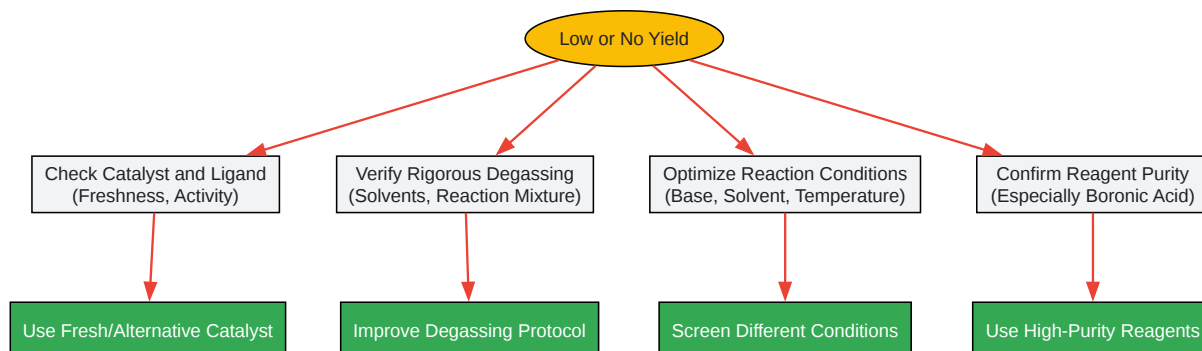 Low or No Yield
Check Catalyst and Ligand
(Freshness, Activity)
Verify Rigorous Degassing
(Solvents, Reaction Mixture)
Optimize Reaction Conditions
(Base, Solvent, Temperature)
Confirm Reagent Purity
(Especially Boronic Acid)
Use Fresh/Alternative Catalyst
Improve Degassing Protocol
Screen Different Conditions
Use High-Purity Reagents